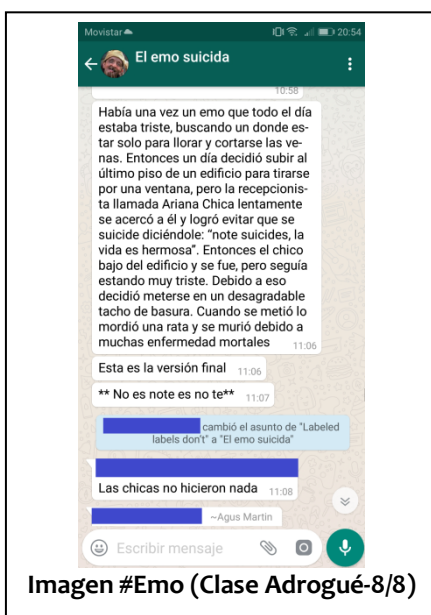 Movistar 20:54
El emo suicida
10:58
Había una vez un emo que todo el día
estaba triste, buscando un donde es-
tar solo para llorar y cortarse las ve-
nas. Entonces un día decidió subir al
último piso de un edificio para tirarse
por una ventana, pero la recepcionis-
ta llamada Ariana Chica lentamente
se acercó a él y logró evitar que se
suicide diciéndole: “note suicides, la
vida es hermosa”. Entonces el chico
bajo del edificio y se fue, pero seguía
estando muy triste. Debido a eso
decidió meterse en un desagradable
tacho de basura. Cuando se metió lo
mordió una rata y se murió debido a
muchas enfermedad mortales 11:06
Esta es la versión final 11:06
** No es note es no te** 11:07
cambió el asunto de "Labeled
labels don't" a "El emo suicida"
Las chicas no hicieron nada 11:08
~Agus Martin
Escribir mensaje
Imagen #Emo (Clase Adrogué-8/8)